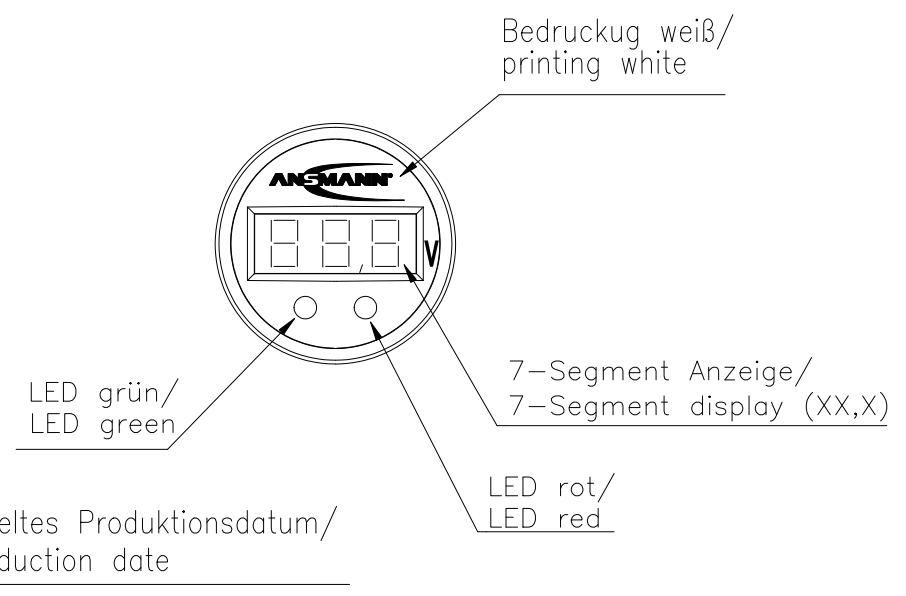 Bedruckug weiß/
printing white
ANSMANN
V
7-Segment Anzeige/
7-Segment display (XX,X)
LED grün/
LED green
LED rot/
LED red
eltes Produktionsdatum/
duction date